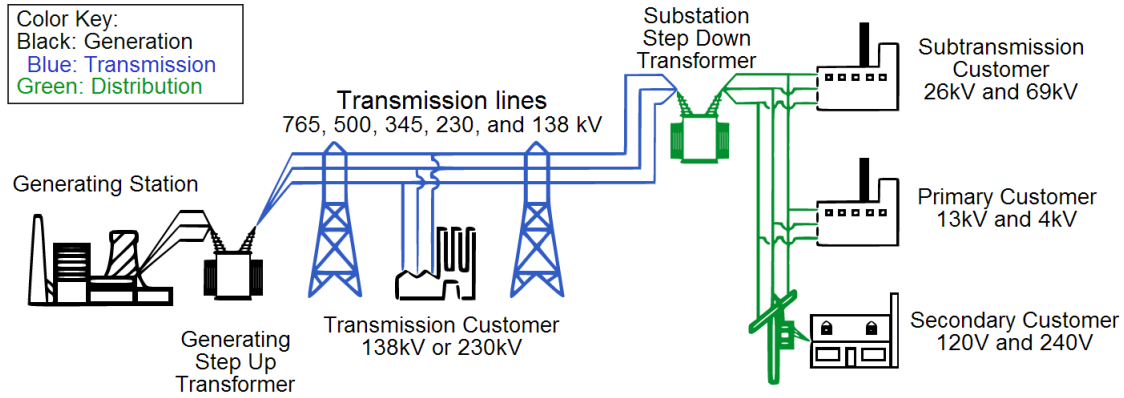 Color Key:
Black: Generation
Blue: Transmission
Green: Distribution
Substation
Step Down
Transformer
Subtransmission
Customer
26kV and 69kV
Transmission lines
765, 500, 345, 230, and 138 kV
Generating Station
Primary Customer
13kV and 4kV
Transmission Customer
138kV or 230kV
Generating
Step Up
Transformer
Secondary Customer
120V and 240V